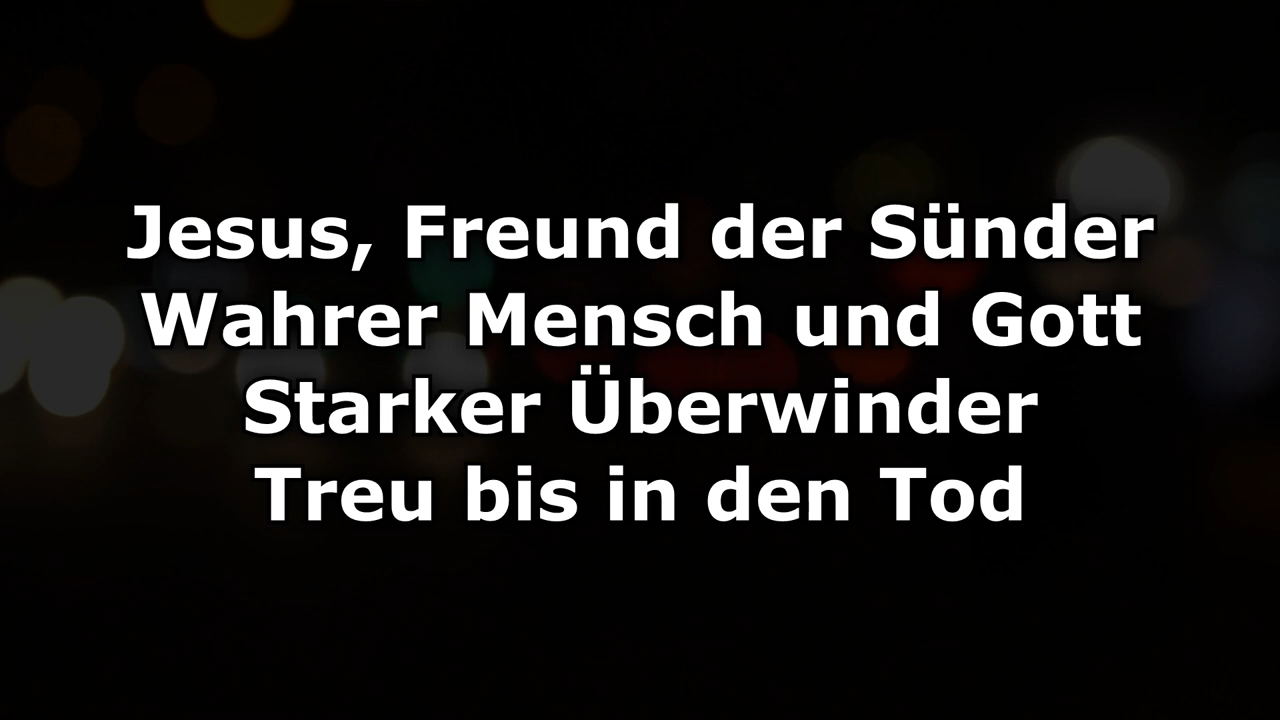 Jesus, Freund der Sünder
Wahrer Mensch und Gott
Starker Überwinder
Treu bis in den Tod